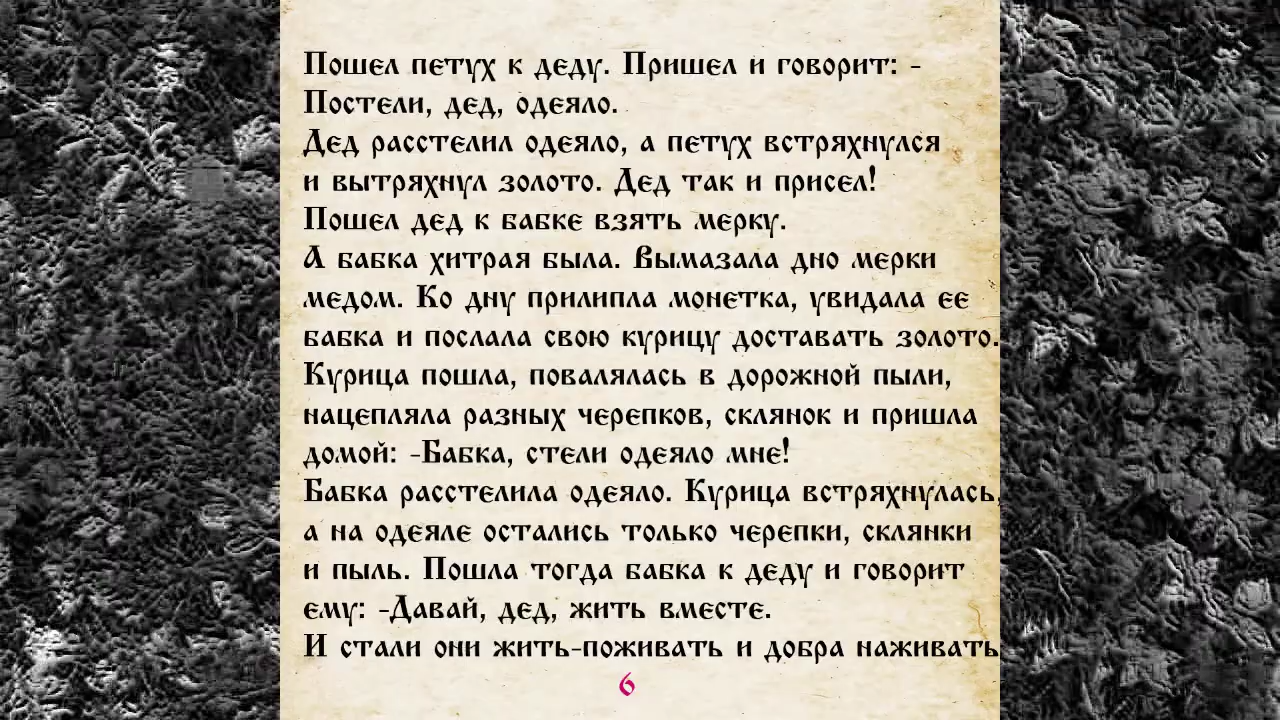 Пошел петух к деду. Пришел и говорит: -
Постели, дед, одеяло.
Дед расстелил одеяло, а петух встряхнулся
и вытряхнул золото. Дед так и присел!
Пошел дед к бабке взять мерку.
А бабка хитрая была. Вымазала дно мерки
медом. Ко дну прилипла монетка, увидала ее
бабка и послала свою курицу доставать золото.
Курица пошла, повалялась в дорожной пыли,
нацепляла разных черепков, склянок и пришла
домой: -Бабка, стели одеяло мне!
Бабка расстелила одеяло. Курица встряхнулась,
а на одеяле остались только черепки, склянки
и пыль. Пошла тогда бабка к деду и говорит
ему: -Давай, дед, жить вместе.
И стали они жить-поживать и добра наживать
6